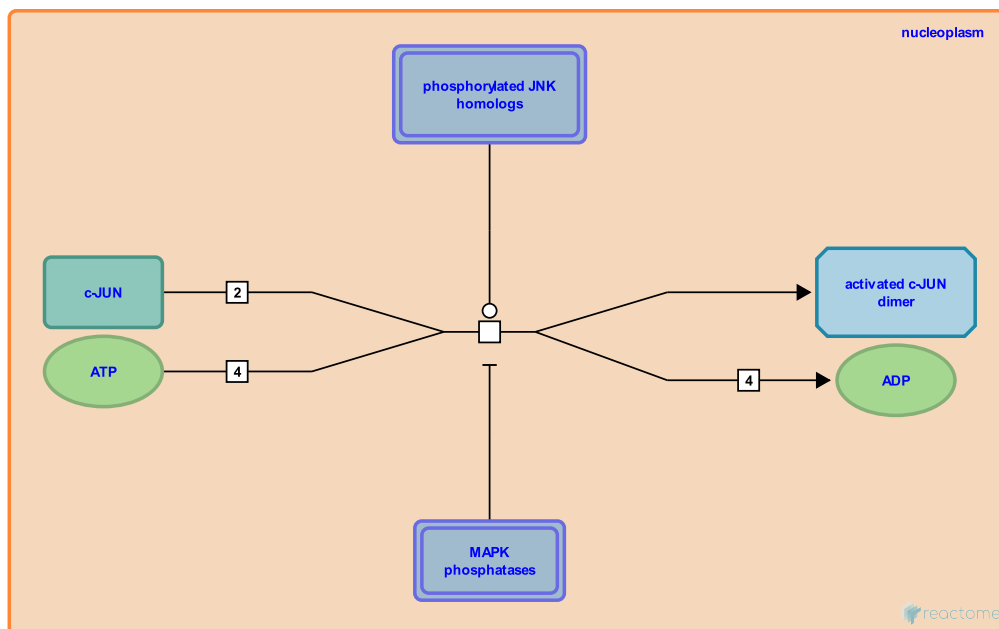 nucleoplasm
phosphorylated JNK
homologs
c-JUN
2
activated c-JUN
dimer
ATP
4
4
ADP
MAPK
phosphatases
reactome